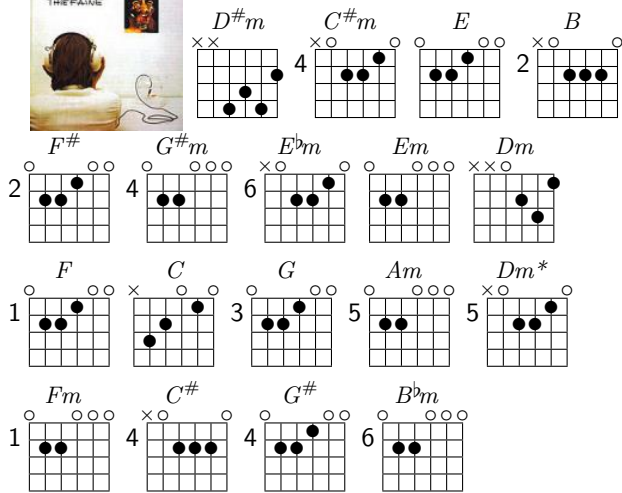 THIEFAINE
D#m C#m E B
×× ×○ ○ ○ ○○ ×○ ○
4 2
F# G#m E♭m Em Dm
○ ○○ ○ ○○○ ×○ ○ ○ ○○○ ××○
2 4 6
F C G Am Dm*
○ ○○ × ○ ○ ○ ○○ ○ ○○○ ×○ ○
1 3 5 5
Fm C# G# B♭m
○ ○○○ ×○ ○ ○ ○○ ○ ○○○
1 4 4 6